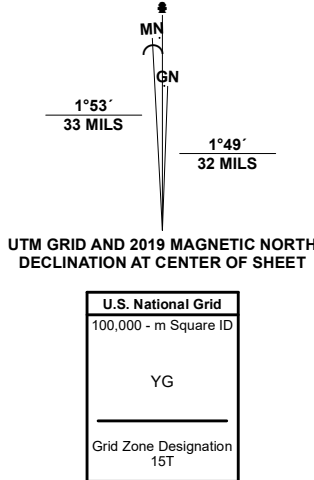 MN
GN
1°53´
33 MILS
1°49´
32 MILS
UTM GRID AND 2019 MAGNETIC NORTH
DECLINATION AT CENTER OF SHEET
U.S. National Grid
100,000 - m Square ID
YG
Grid Zone Designation
15T